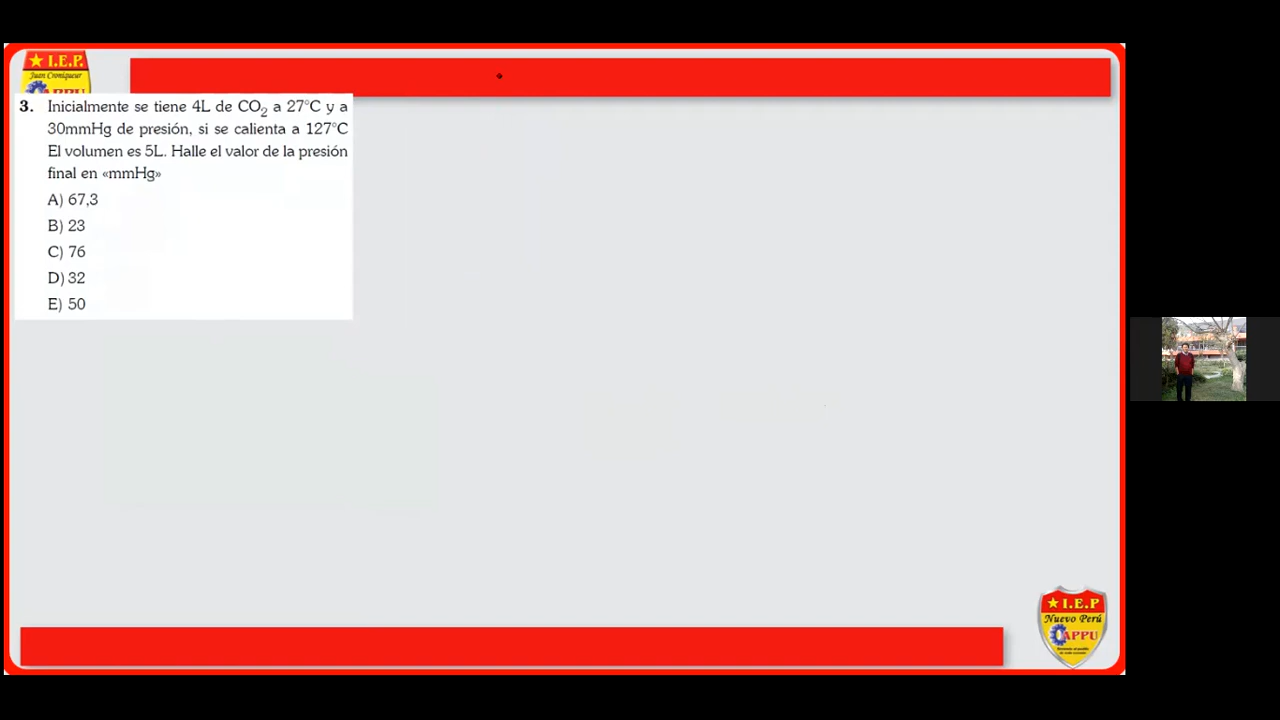 ★ I.E.P.
Juan Croniqueur
APPU
3. Inicialmente se tiene 4L de CO2 a 27°C y a
30mmHg de presión, si se calienta a 127°C
El volumen es 5L. Halle el valor de la presión
final en «mmHg»
A) 67,3
B) 23
C) 76
D) 32
E) 50
★ I.E.P
Nuevo Perú
CAPPU